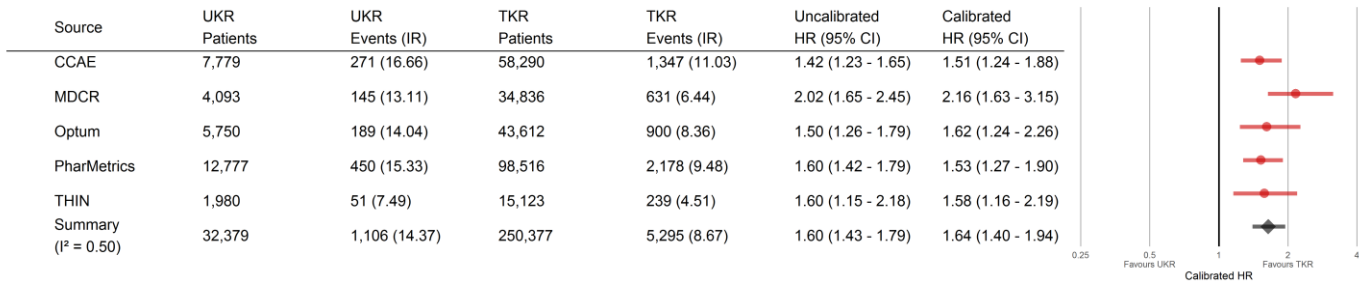 Source UKR Patients UKR Events (IR) TKR Patients TKR Events (IR) Uncalibrated HR (95% CI) Calibrated HR (95% CI)
CCAE 7,779 271 (16.66) 58,290 1,347 (11.03) 1.42 (1.23 - 1.65) 1.51 (1.24 - 1.88)
MDCR 4,093 145 (13.11) 34,836 631 (6.44) 2.02 (1.65 - 2.45) 2.16 (1.63 - 3.15)
Optum 5,750 189 (14.04) 43,612 900 (8.36) 1.50 (1.26 - 1.79) 1.62 (1.24 - 2.26)
PharMetrics 12,777 450 (15.33) 98,516 2,178 (9.48) 1.60 (1.42 - 1.79) 1.53 (1.27 - 1.90)
THIN 1,980 51 (7.49) 15,123 239 (4.51) 1.60 (1.15 - 2.18) 1.58 (1.16 - 2.19)
Summary (I² = 0.50) 32,379 1,106 (14.37) 250,377 5,295 (8.67) 1.60 (1.43 - 1.79) 1.64 (1.40 - 1.94)
0.25 0.5 1 2 4
Favours UKR Favours TKR
Calibrated HR